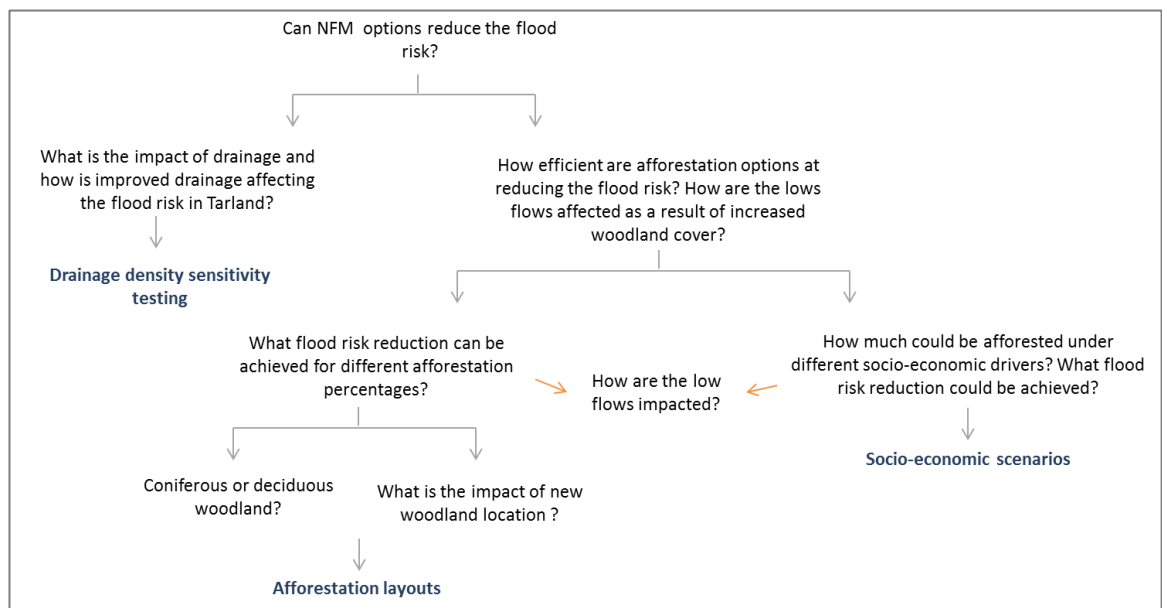 Can NFM options reduce the flood
risk?
What is the impact of drainage and
how is improved drainage affecting
the flood risk in Tarland?
How efficient are afforestation options at
reducing the flood risk? How are the lows
flows affected as a result of increased
woodland cover?
Drainage density sensitivity
testing
What flood risk reduction can be
achieved for different afforestation
percentages?
How are the low
flows impacted?
How much could be afforested under
different socio-economic drivers? What flood
risk reduction could be achieved?
Socio-economic scenarios
Coniferous or deciduous
woodland?
What is the impact of new
woodland location ?
Afforestation layouts